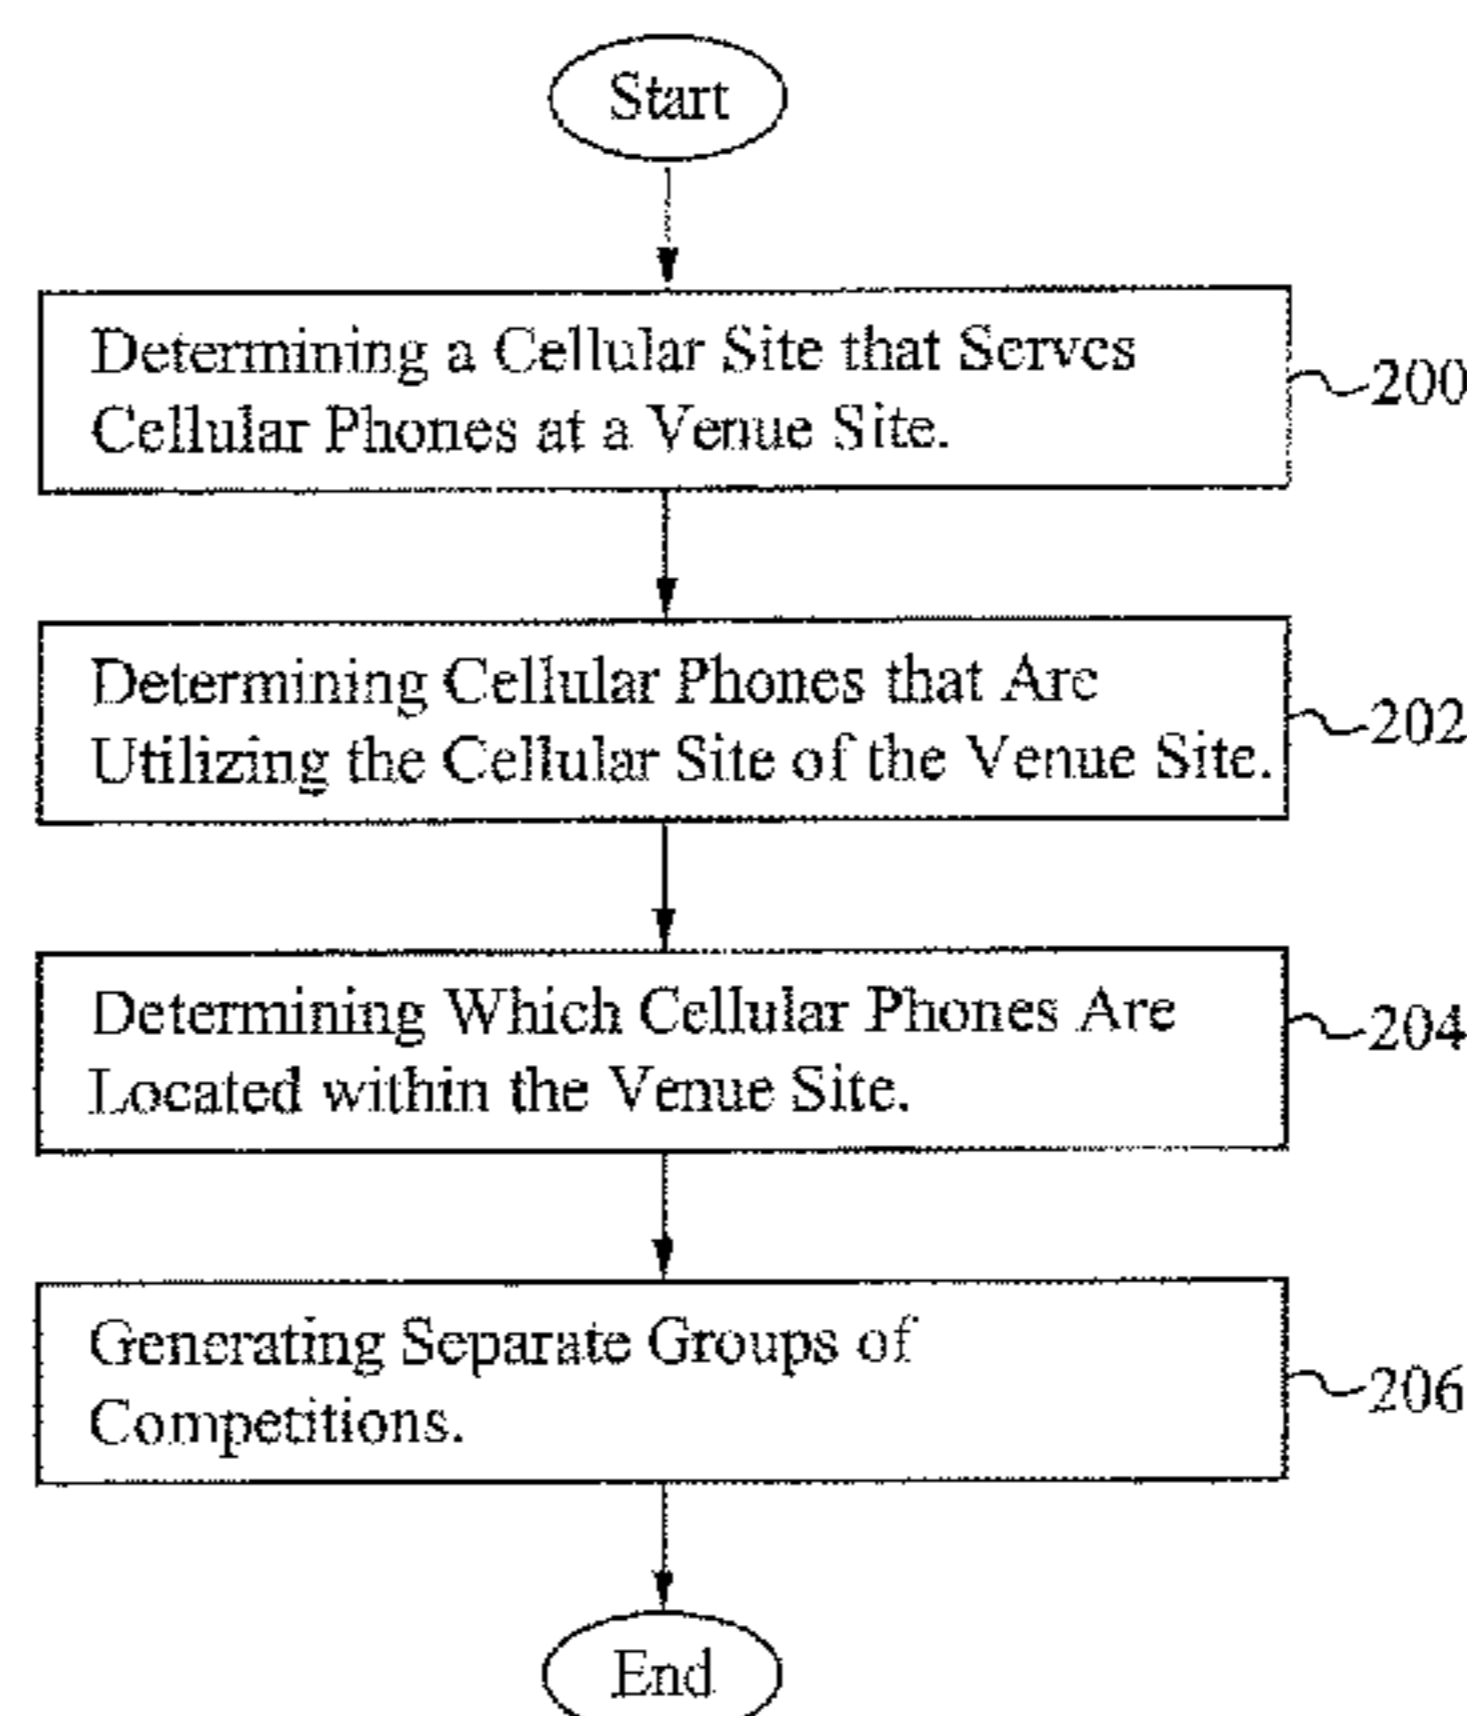 Start
Determining a Cellular Site that Serves
Cellular Phones at a Venue Site.
200
Determining Cellular Phones that Are
Utilizing the Cellular Site of the Venue Site.
202
Determining Which Cellular Phones Are
Located within the Venue Site.
204
Generating Separate Groups of
Competitions.
206
End